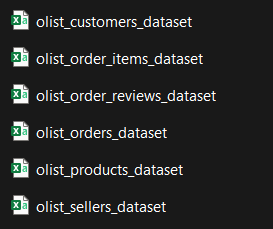 olist_customers_dataset
olist_order_items_dataset
olist_order_reviews_dataset
olist_orders_dataset
olist_products_dataset
olist_sellers_dataset